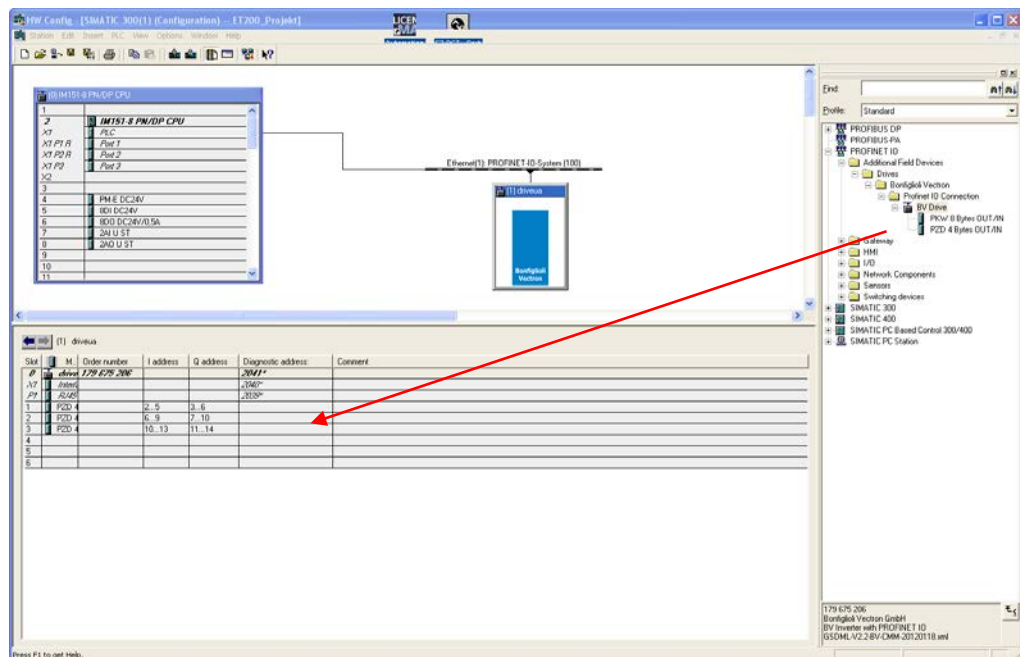 HW Config - [SIMATIC 300(1) (Configuration) -- ET200_Projekt]
Station Edit Insert PLC View Options Window Help
(0) IM151-8 PN/DP CPU
1
2 IM151-8 PN/DP CPU
X1 PLC
X1 P1 R Port 1
X1 P2 R Port 2
X1 P3 Port 3
X2
3
4 PM-E DC24V
5 8DI DC24V
6 8DO DC24V/0,5A
7 2AI U ST
8 2AO U ST
9
10
11
Ethernet(1): PROFINET-IO-System (100)
(1) driveua
Bonfiglioli
Vectron
Find:
Profile: Standard
PROFIBUS DP
PROFIBUS-PA
PROFINET IO
Additional Field Devices
Drives
Bonfiglioli Vectron
Profinet IO Connection
BV Drive
PKW 8 Bytes OUT/IN
PZD 4 Bytes OUT/IN
Gateway
HMI
I/O
Network Components
Sensors
Switching devices
SIMATIC 300
SIMATIC 400
SIMATIC PC Based Control 300/400
SIMATIC PC Station
(1) driveua
Slot M. Order number I address Q address Diagnostic address: Comment
0 drive 179 675 206 2041*
X1 Interf 2040*
P1 RJ45 2039*
1 PZD 4 2...5 3...6
2 PZD 4 6...9 7...10
3 PZD 4 10...13 11...14
4
5
6
179 675 206
Bonfiglioli Vectron GmbH
BV Inverter with PROFINET IO
GSDML-V2.2-BV-CMM-20120118.xml
Press F1 to get Help.